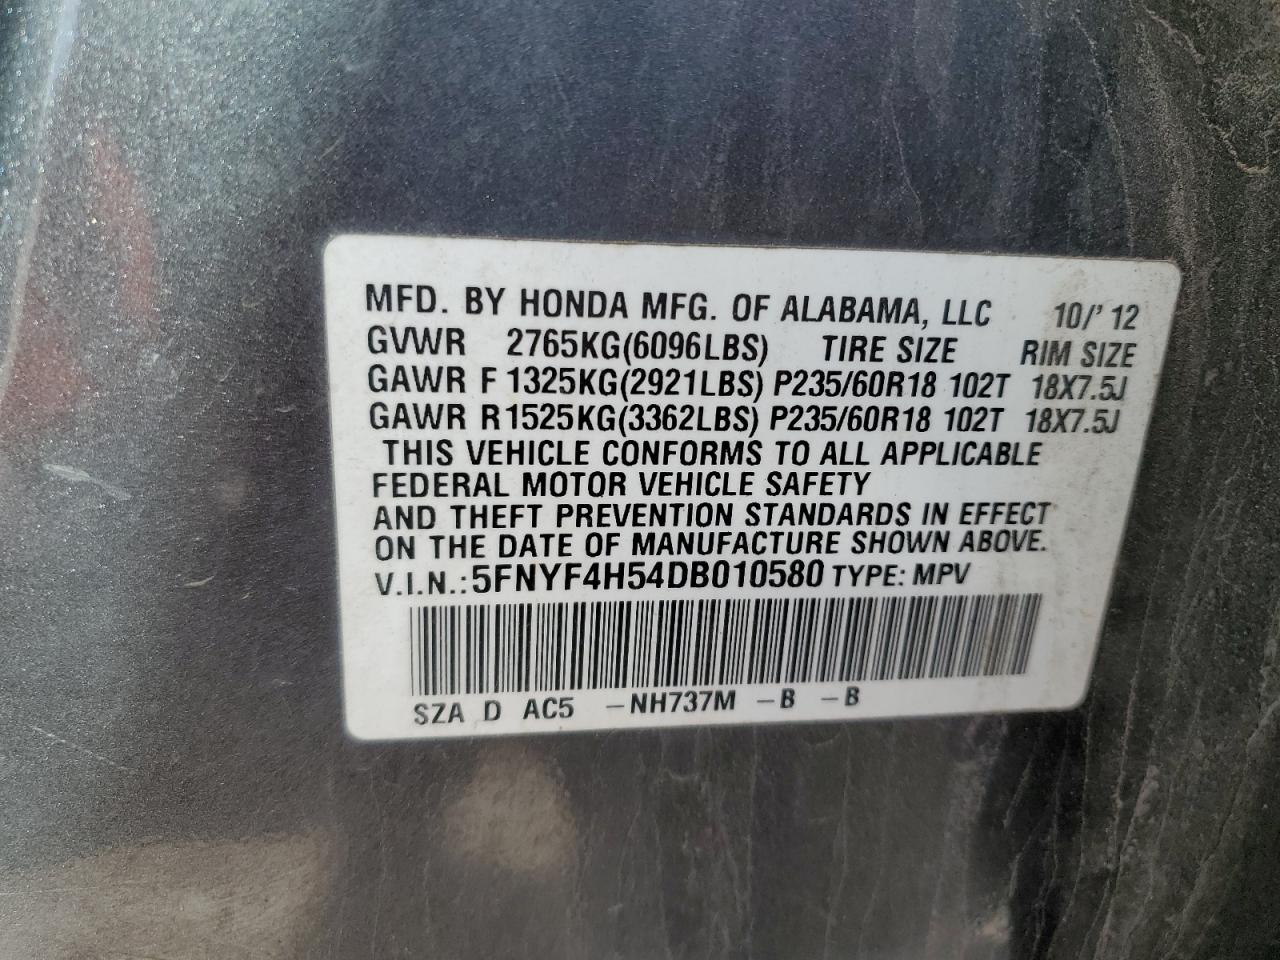 MFD. BY HONDA MFG. OF ALABAMA, LLC 10/'12
GVWR 2765KG(6096LBS) TIRE SIZE RIM SIZE
GAWR F 1325KG(2921LBS) P235/60R18 102T 18X7.5J
GAWR R1525KG(3362LBS) P235/60R18 102T 18X7.5J
THIS VEHICLE CONFORMS TO ALL APPLICABLE
FEDERAL MOTOR VEHICLE SAFETY
AND THEFT PREVENTION STANDARDS IN EFFECT
ON THE DATE OF MANUFACTURE SHOWN ABOVE.
V.I.N.: 5FNYF4H54DB010580 TYPE: MPV
SZA D AC5 –NH737M –B –B